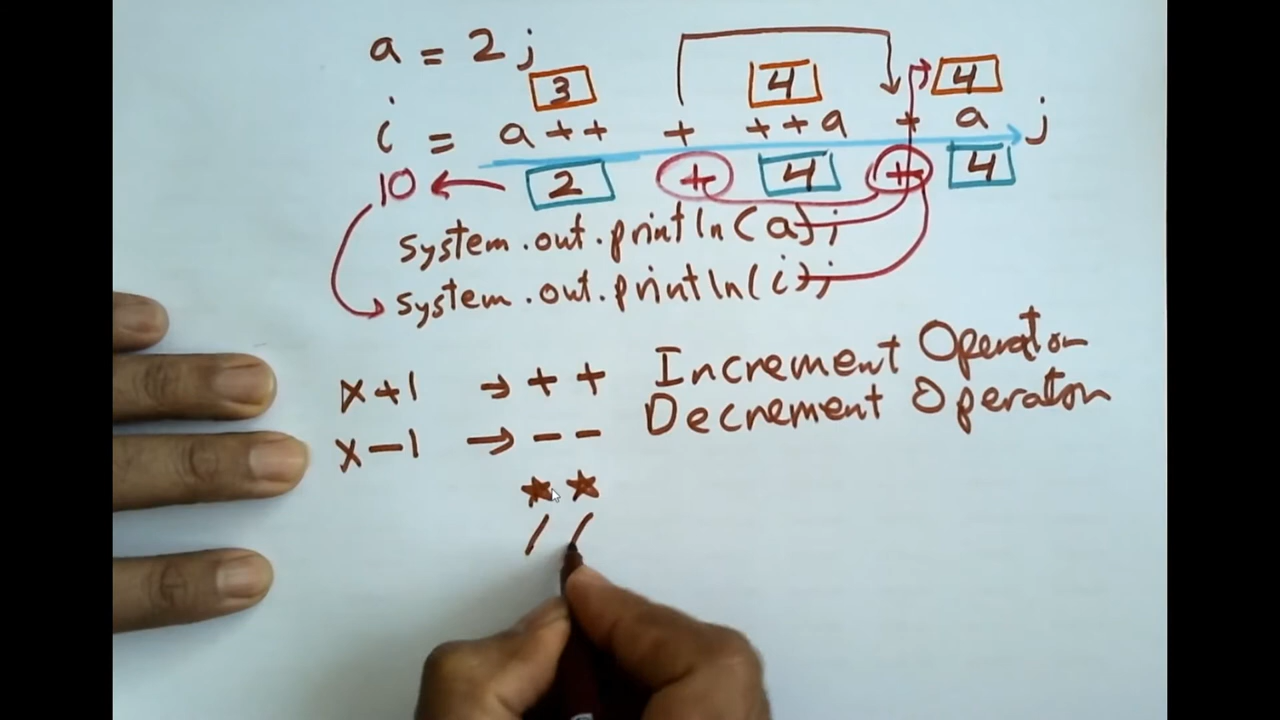 a = 2;
3 4 4
i = a++ + ++a + a ;
10 2 + 4 + 4
System.out.println(a);
System.out.println(i);
x+1 → ++ Increment Operator
x-1 → -- Decrement Operator
★★
//